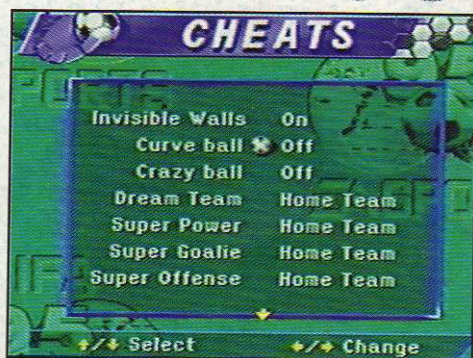 CHEATS
Invisible Walls On
Curve ball Off
Crazy ball Off
Dream Team Home Team
Super Power Home Team
Super Goalie Home Team
Super Offense Home Team
/ Select / Change